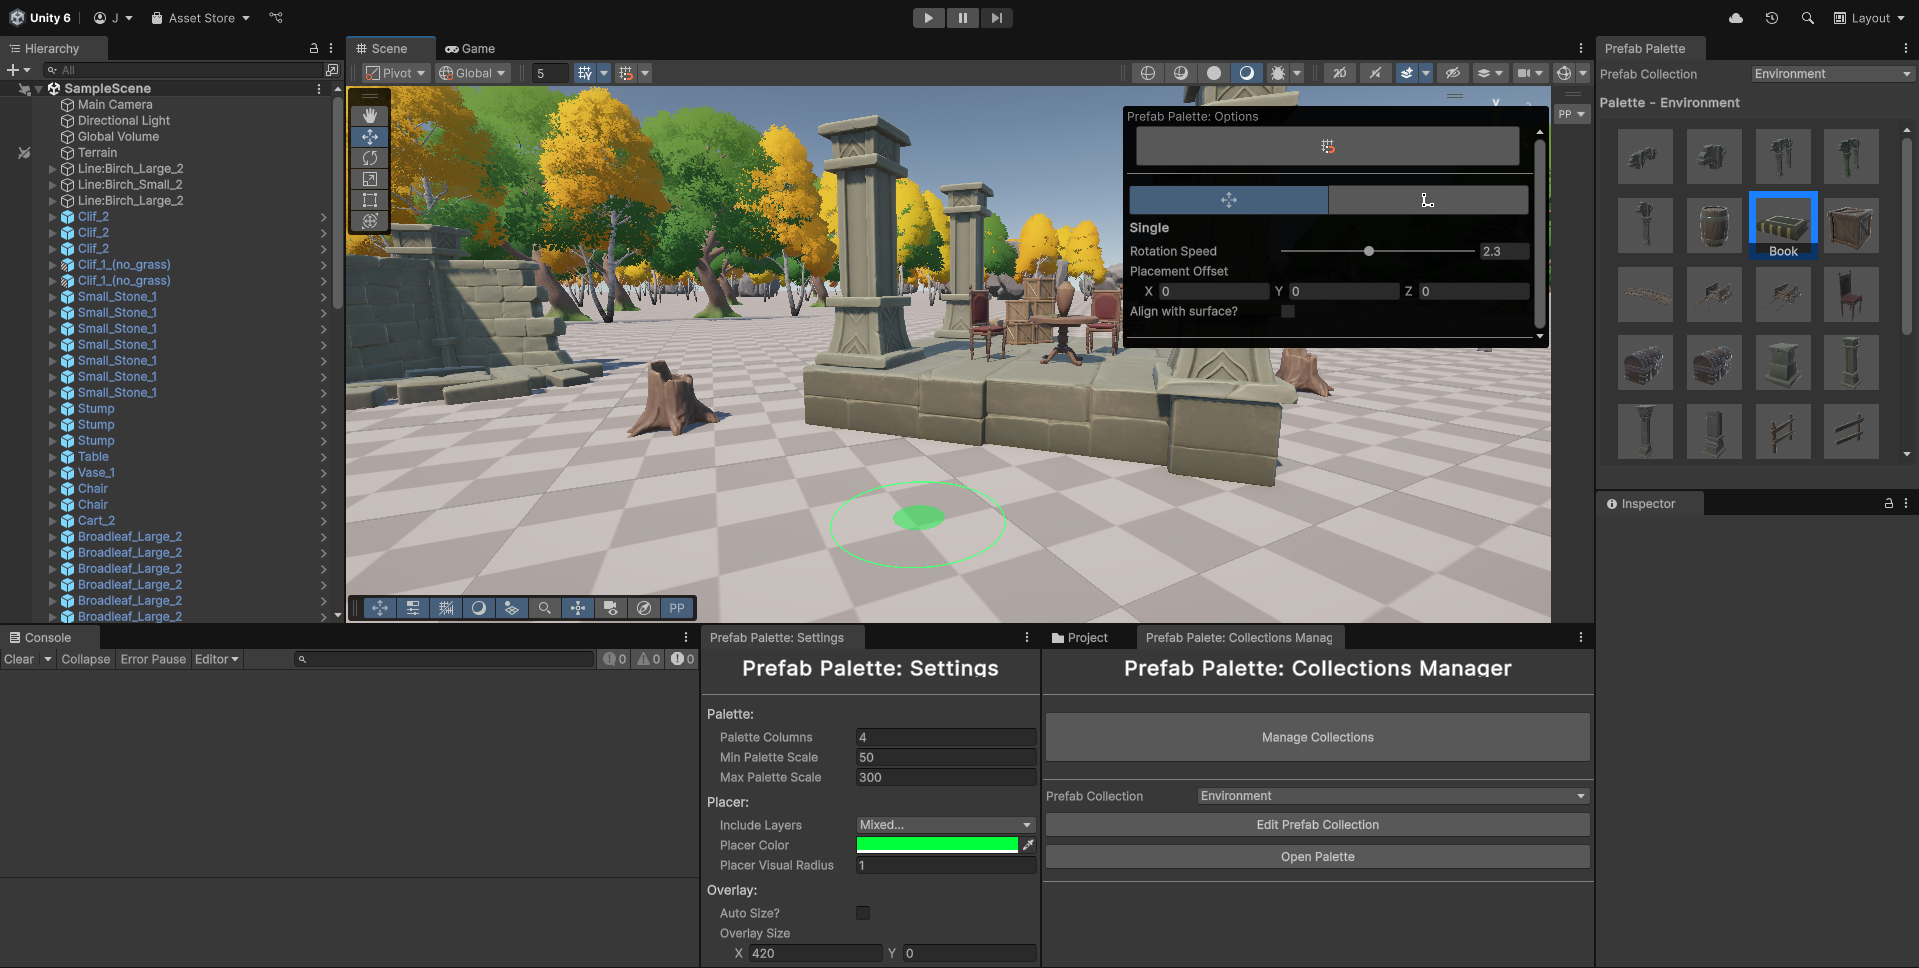 Unity 6 J Asset Store Layout
Hierarchy
All
SampleScene
Main Camera
Directional Light
Global Volume
Terrain
Line:Birch_Large_2
Line:Birch_Small_2
Line:Birch_Large_2
Clif_2
Clif_2
Clif_2
Clif_1_(no_grass)
Clif_1_(no_grass)
Small_Stone_1
Small_Stone_1
Small_Stone_1
Small_Stone_1
Small_Stone_1
Small_Stone_1
Small_Stone_1
Stump
Stump
Stump
Table
Vase_1
Chair
Chair
Cart_2
Broadleaf_Large_2
Broadleaf_Large_2
Broadleaf_Large_2
Broadleaf_Large_2
Broadleaf_Large_2
Broadleaf_Large_2
Scene Game
Pivot Global 5 2D
PP
Prefab Palette: Options
Single
Rotation Speed 2.3
Placement Offset
X 0 Y 0 Z 0
Align with surface?
PP
Prefab Palette
Prefab Collection Environment
Palette - Environment
Book
Inspector
Console
Clear Collapse Error Pause Editor 0 0 0
Prefab Palette: Settings
Prefab Palette: Settings
Palette:
Palette Columns 4
Min Palette Scale 50
Max Palette Scale 300
Placer:
Include Layers Mixed...
Placer Color
Placer Visual Radius 1
Overlay:
Auto Size?
Overlay Size
X 420 Y 0
Project Prefab Palete: Collections Manag
Prefab Palette: Collections Manager
Manage Collections
Prefab Collection Environment
Edit Prefab Collection
Open Palette